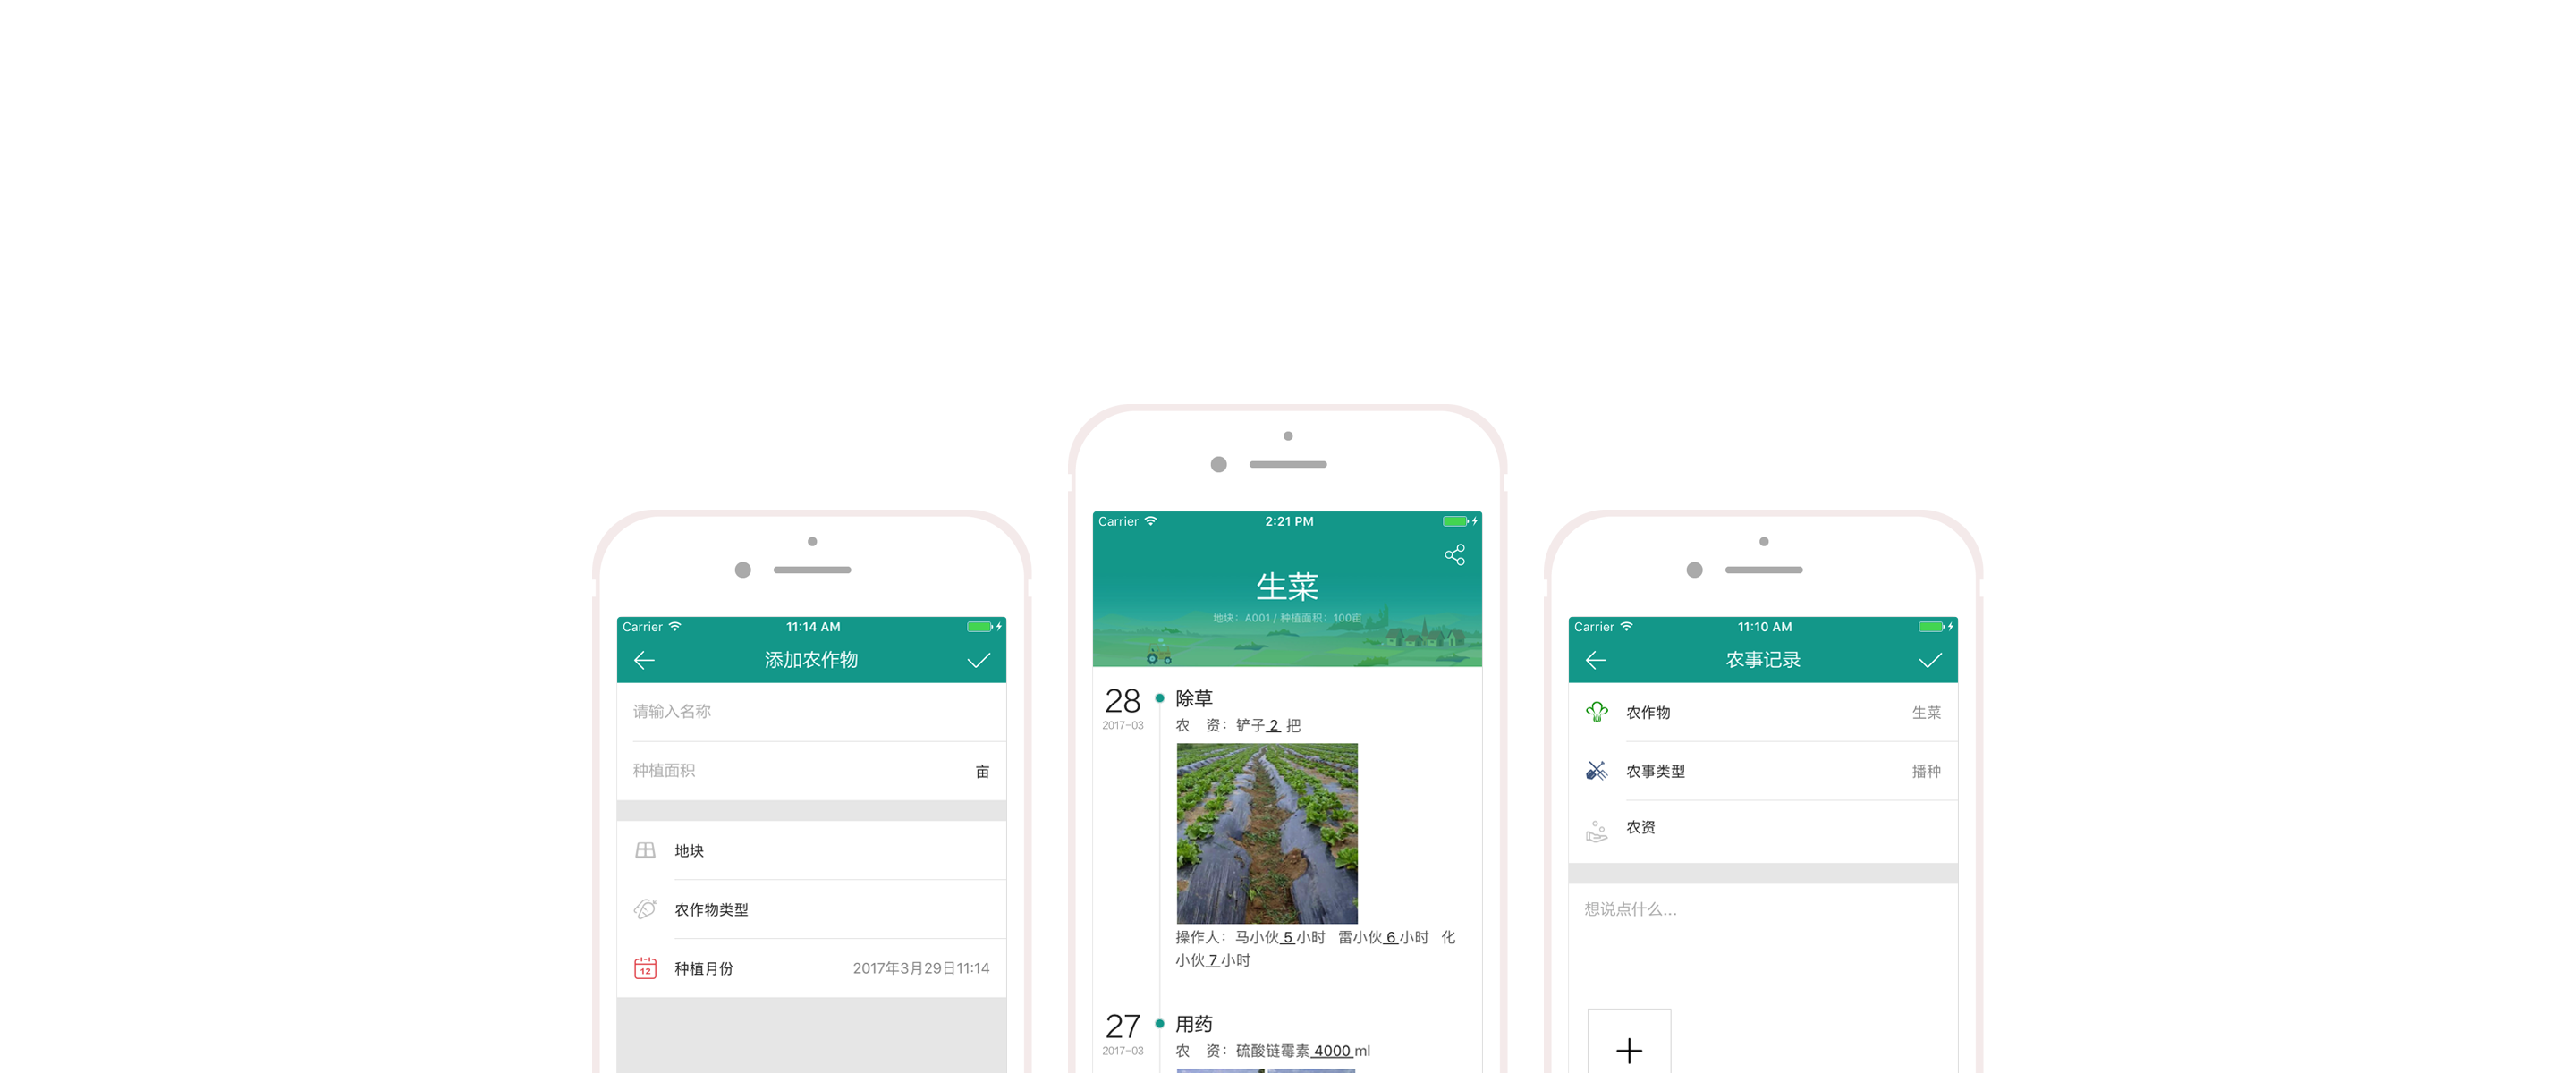 Carrier
11:14 AM
添加农作物
请输入名称
种植面积 亩
地块
农作物类型
12
种植月份 2017年3月29日11:14
Carrier
2:21 PM
生菜
地块：A001 / 种植面积：100亩
28 除草
2017-03 农 资：铲子 2 把
操作人：马小伙 5 小时 雷小伙 6 小时 化
小伙 7 小时
27 用药
2017-03 农 资：硫酸链霉素 4000 ml
Carrier
11:10 AM
农事记录
农作物 生菜
农事类型 播种
农资
想说点什么...